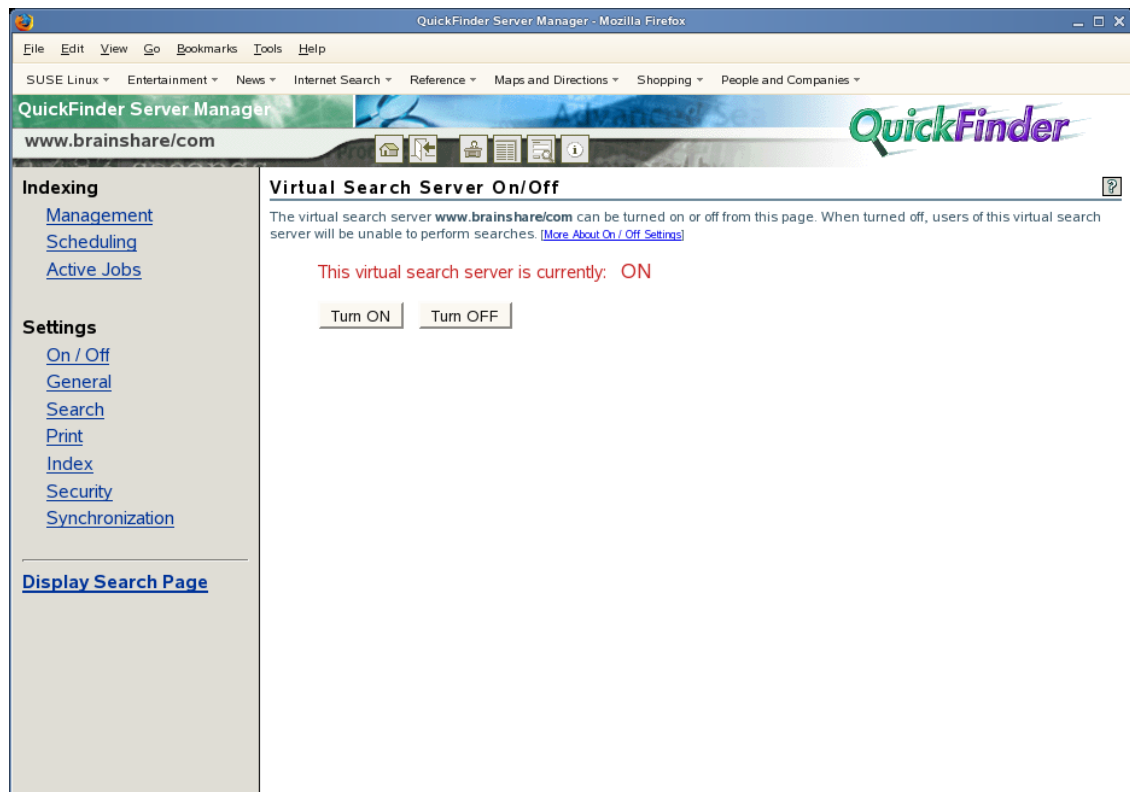 QuickFinder Server Manager - Mozilla Firefox
File Edit View Go Bookmarks Tools Help
SUSE Linux Entertainment News Internet Search Reference Maps and Directions Shopping People and Companies
QuickFinder Server Manager
www.brainshare/com
QuickFinder
Indexing
Management
Scheduling
Active Jobs
Settings
On / Off
General
Search
Print
Index
Security
Synchronization
Display Search Page
Virtual Search Server On/Off
?
The virtual search server www.brainshare/com can be turned on or off from this page. When turned off, users of this virtual search
server will be unable to perform searches. [More About On / Off Settings]
This virtual search server is currently: ON
Turn ON Turn OFF